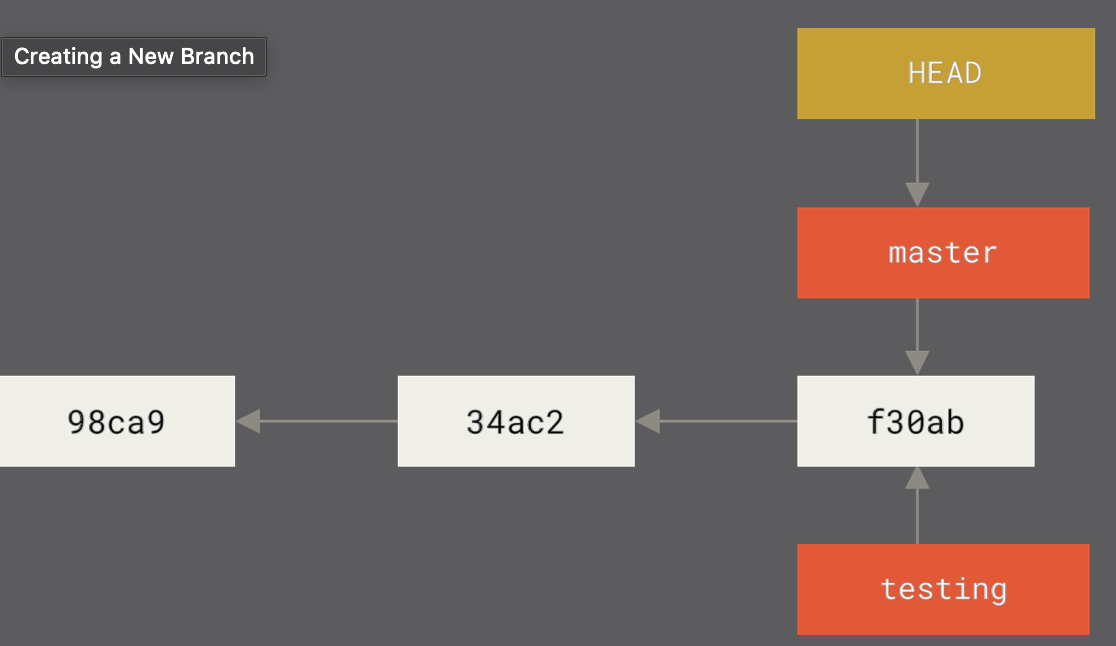 Creating a New Branch
HEAD
master
98ca9
34ac2
f30ab
testing